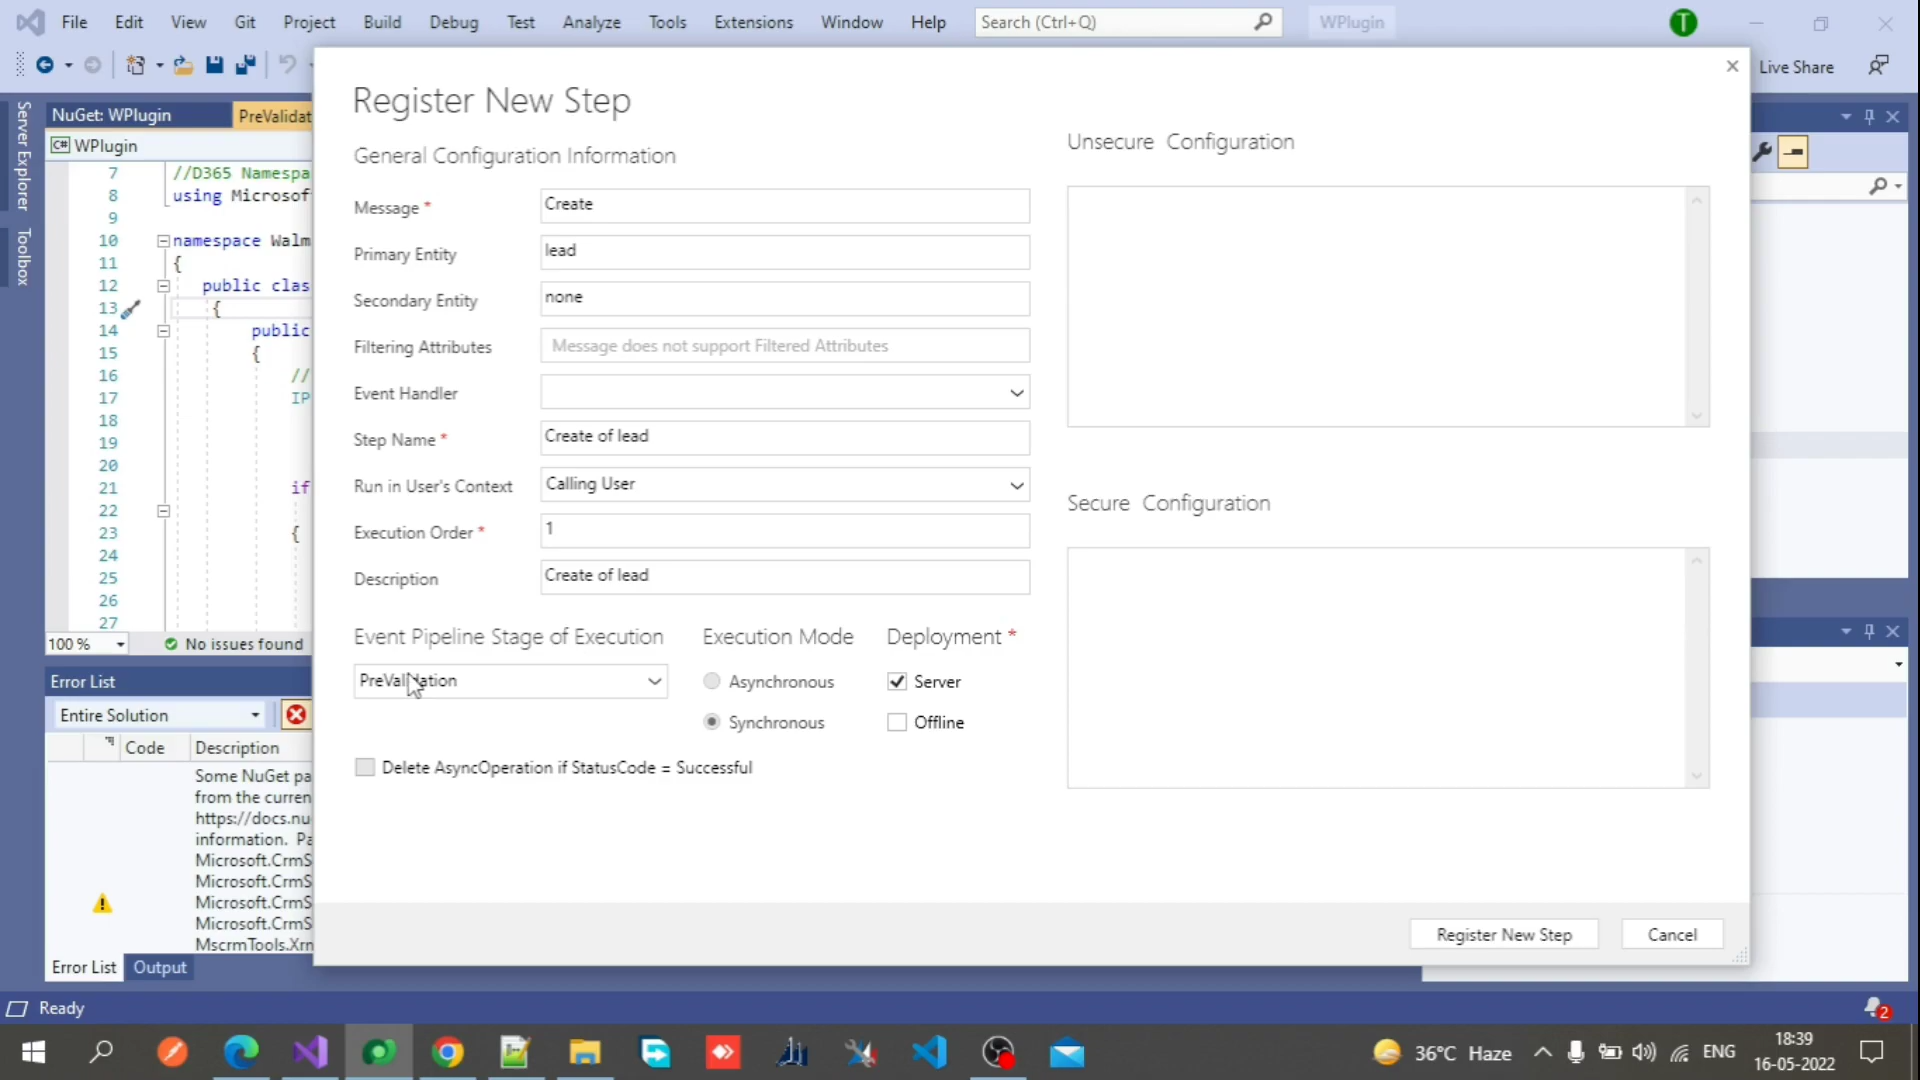 File Edit View Git Project Build Debug Test Analyze Tools Extensions Window Help Search (Ctrl+Q) WPlugin T
Live Share
Server Explorer
Toolbox
NuGet: WPlugin PreValidat
C# WPlugin
7 //D365 Namespa
8 using Microsof
9
10 namespace Walm
11 {
12 public clas
13 {
14 public
15 {
16 //
17 IP
18
19
20
21 if
22
23 {
24
25
26
27
100 % No issues found
Error List
Entire Solution
Code Description
Some NuGet pa
from the curren
https://docs.nu
information. Pa
Microsoft.CrmS
Microsoft.CrmS
Microsoft.CrmS
Microsoft.CrmS
MscrmTools.Xrn
Error List Output
Ready
Register New Step
General Configuration Information
Message * Create
Primary Entity lead
Secondary Entity none
Filtering Attributes Message does not support Filtered Attributes
Event Handler
Step Name * Create of lead
Run in User's Context Calling User
Execution Order * 1
Description Create of lead
Event Pipeline Stage of Execution Execution Mode Deployment *
PreValidation Asynchronous Server
Synchronous Offline
Delete AsyncOperation if StatusCode = Successful
Unsecure Configuration
Secure Configuration
Register New Step Cancel
2
36°C Haze ENG 18:39
16-05-2022